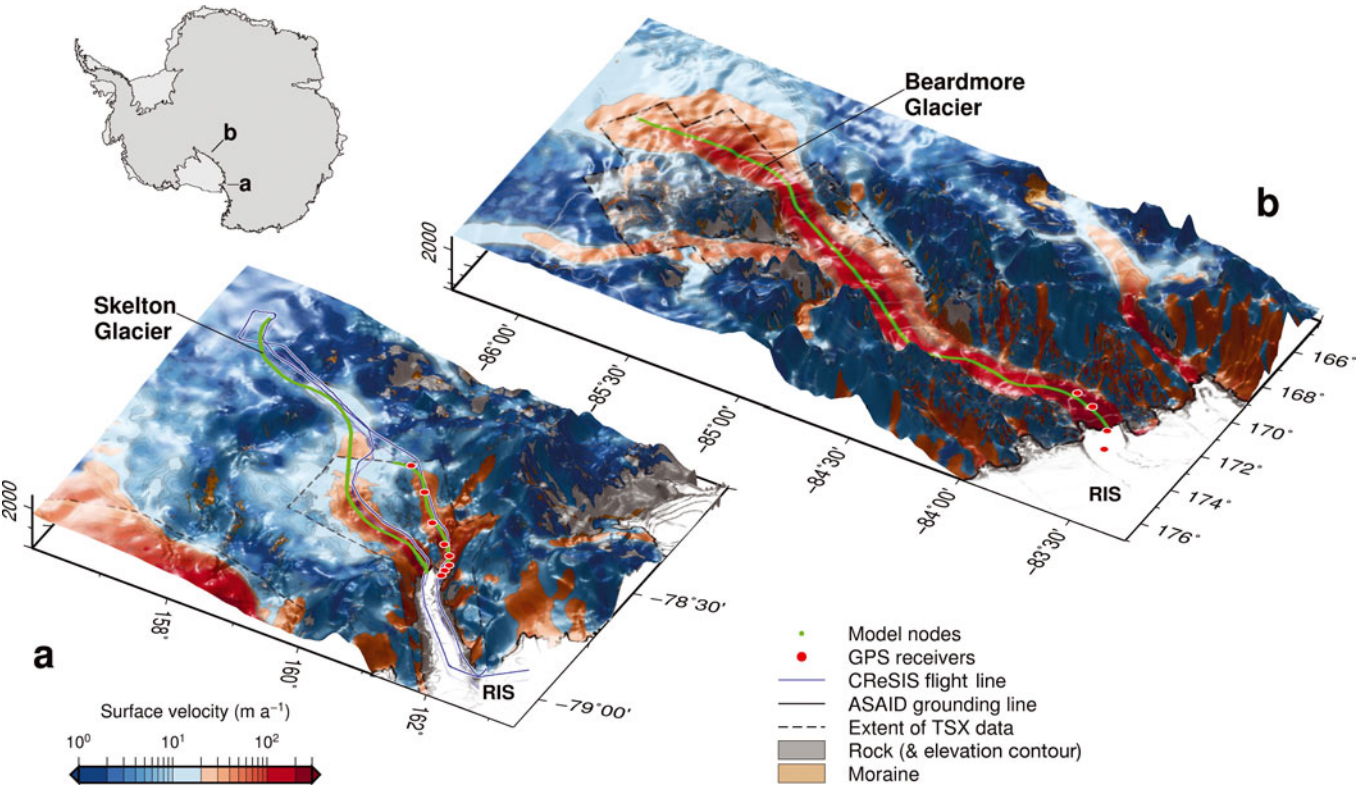 b
a
Beardmore
Glacier
b
2000
Skelton
Glacier
-86°00'
-85°30'
-85°00'
-84°30'
-84°00'
-83°30'
166°
168°
170°
172°
174°
176°
RIS
2000
158°
160°
162°
-78°30'
-79°00'
RIS
a
Surface velocity (m a⁻¹)
10⁰ 10¹ 10²
Model nodes
GPS receivers
CReSIS flight line
ASAID grounding line
Extent of TSX data
Rock (& elevation contour)
Moraine